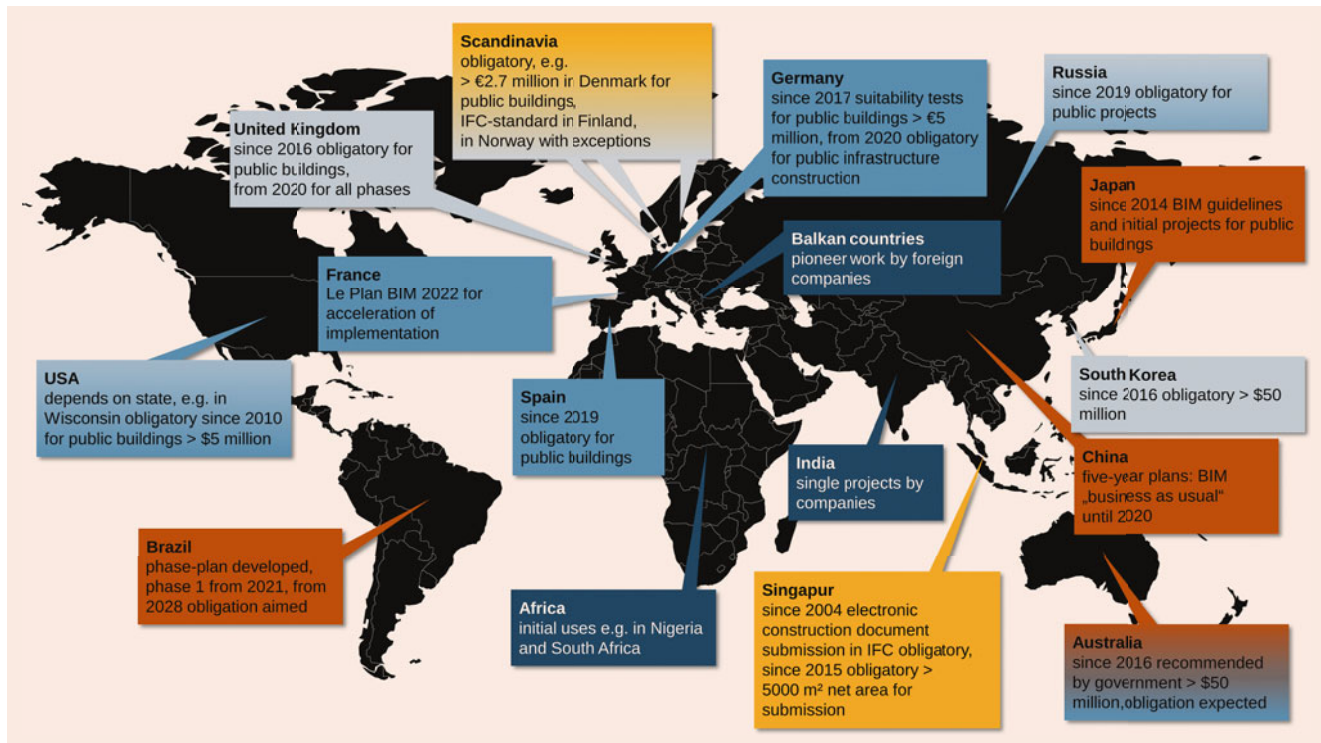 Scandinavia
obligatory, e.g.
> €2.7 million in Denmark for
public buildings,
IFC-standard in Finland,
in Norway with exceptions
Germany
since 2017 suitability tests
for public buildings > €5
million, from 2020 obligatory
for public infrastructure
construction
Russia
since 2019 obligatory for
public projects
United Kingdom
since 2016 obligatory for
public buildings,
from 2020 for all phases
Japan
since 2014 BIM guidelines
and initial projects for public
buildings
Balkan countries
pioneer work by foreign
companies
France
Le Plan BIM 2022 for
acceleration of
implementation
USA
depends on state, e.g. in
Wisconsin obligatory since 2010
for public buildings > $5 million
Spain
since 2019
obligatory for
public buildings
South Korea
since 2016 obligatory > $50
million
India
single projects by
companies
China
five-year plans: BIM
„business as usual“
until 2020
Brazil
phase-plan developed,
phase 1 from 2021, from
2028 obligation aimed
Africa
initial uses e.g. in Nigeria
and South Africa
Singapur
since 2004 electronic
construction document
submission in IFC obligatory,
since 2015 obligatory >
5000 m² net area for
submission
Australia
since 2016 recommended
by government > $50
million,obligation expected